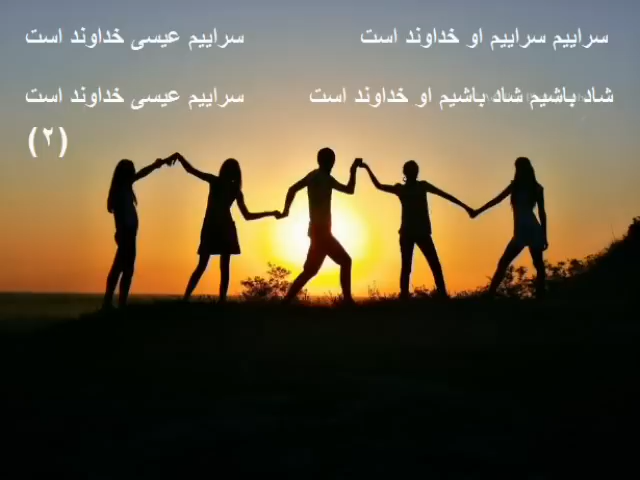 سراییم سراییم او خداوند است سراییم عیسی خداوند است
شاد باشیم شاد باشیم او خداوند است سراییم عیسی خداوند است
(۲)